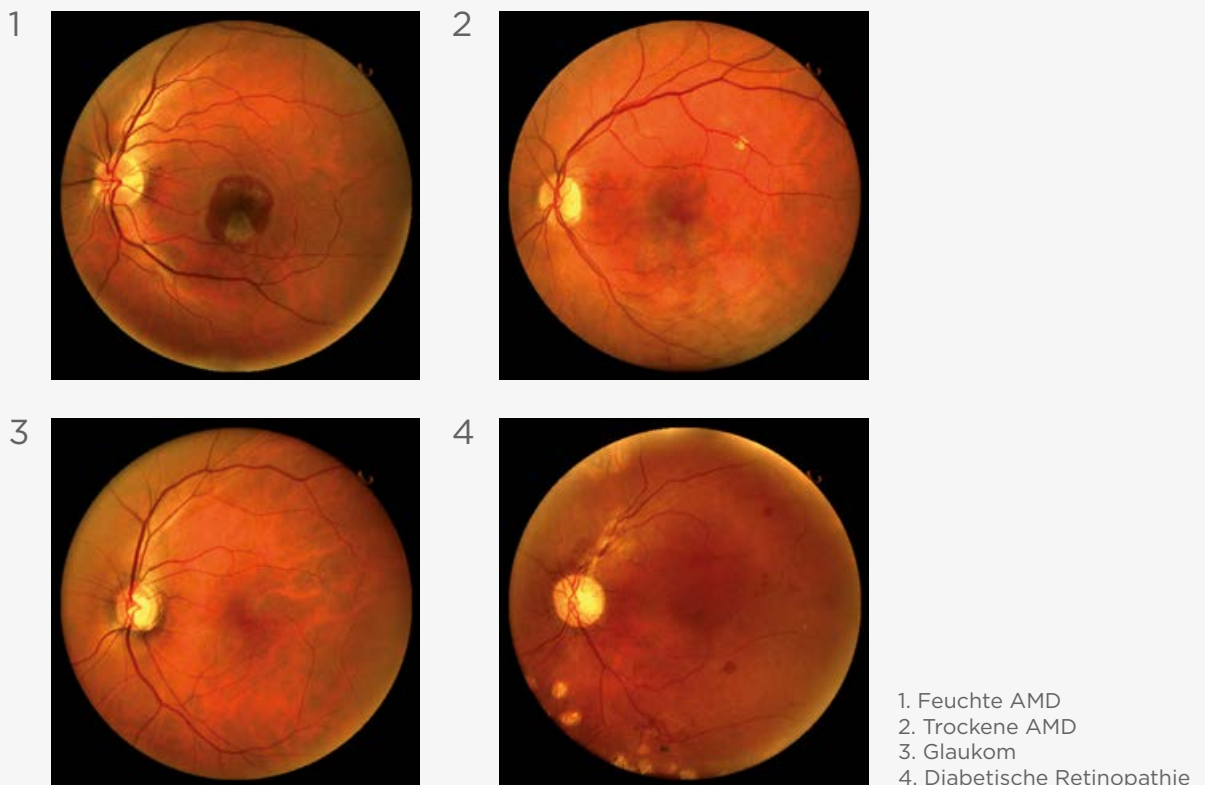 1
2
3
4
1. Feuchte AMD
2. Trockene AMD
3. Glaukom
4. Diabetische Retinopathie